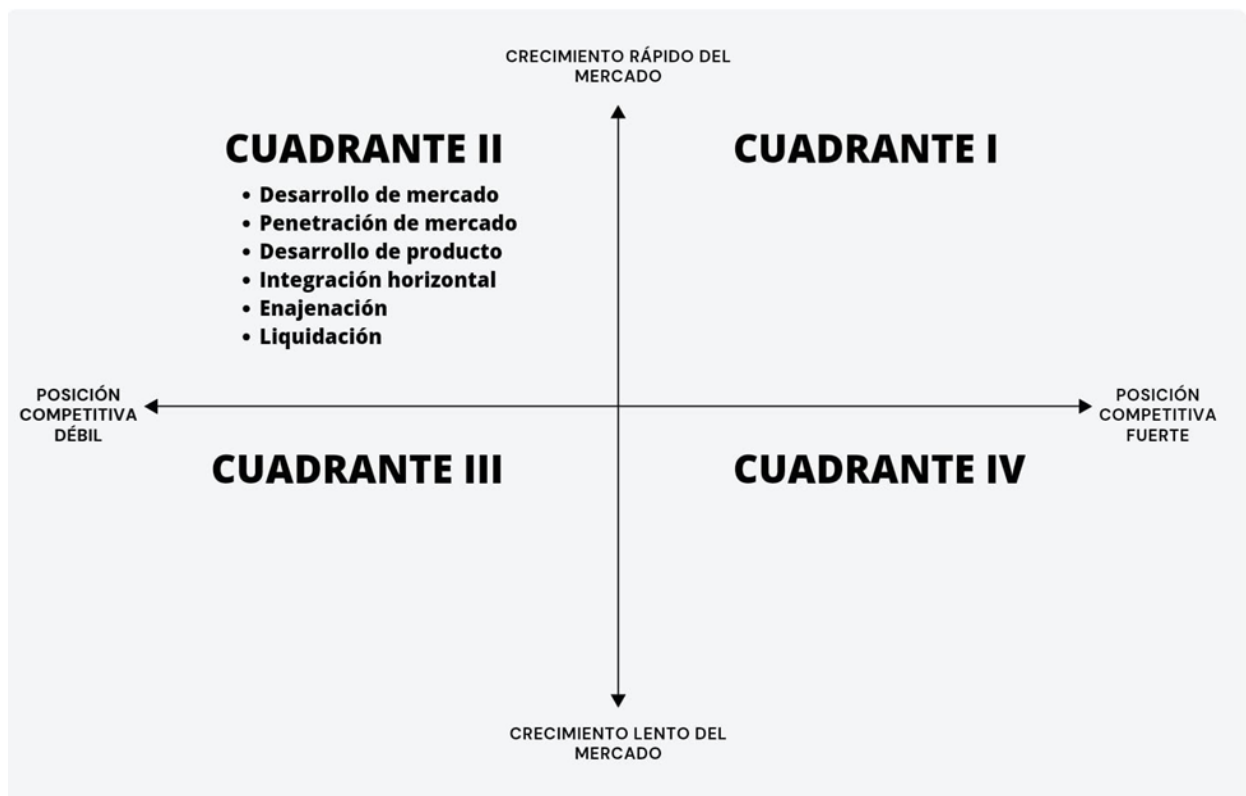 CRECIMIENTO RÁPIDO DEL
MERCADO
CUADRANTE II
• Desarrollo de mercado
• Penetración de mercado
• Desarrollo de producto
• Integración horizontal
• Enajenación
• Liquidación
CUADRANTE I
POSICIÓN
COMPETITIVA
DÉBIL
POSICIÓN
COMPETITIVA
FUERTE
CUADRANTE III
CUADRANTE IV
CRECIMIENTO LENTO DEL
MERCADO